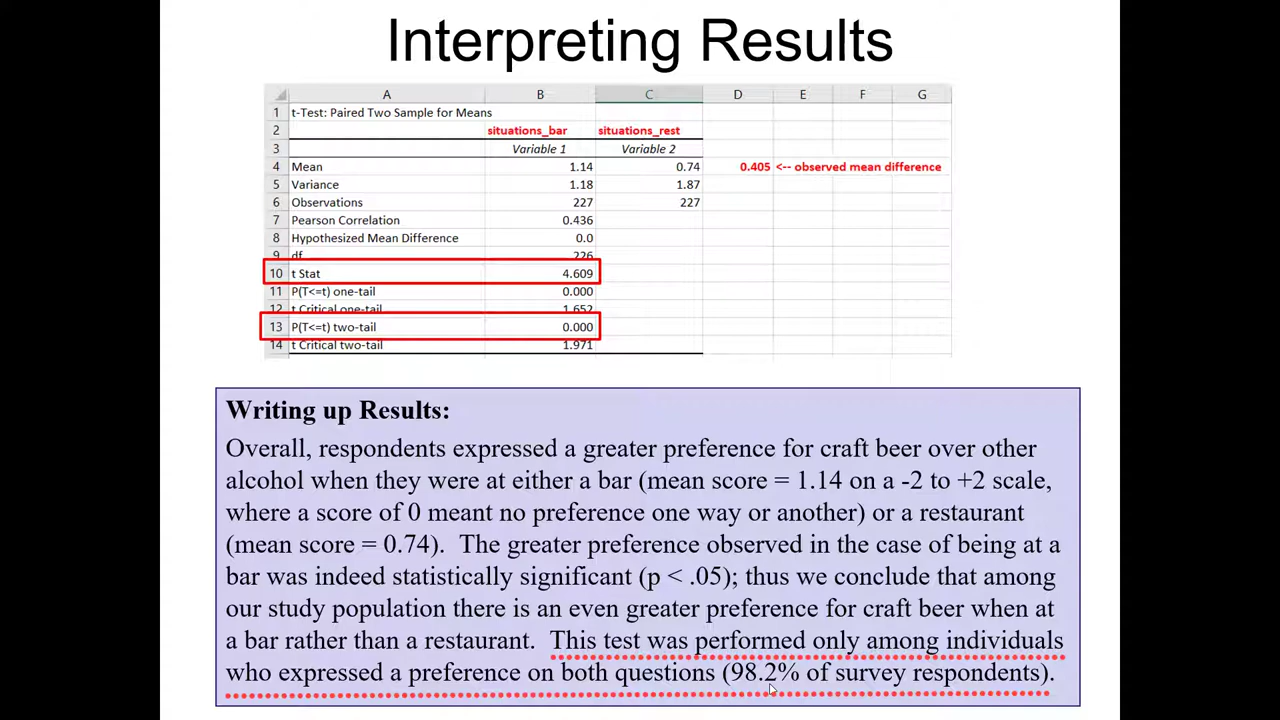 Interpreting Results
A B C D E F G
1 t-Test: Paired Two Sample for Means
2 situations_bar situations_rest
3 Variable 1 Variable 2
4 Mean 1.14 0.74 0.405 <-- observed mean difference
5 Variance 1.18 1.87
6 Observations 227 227
7 Pearson Correlation 0.436
8 Hypothesized Mean Difference 0.0
9 df 226
10 t Stat 4.609
11 P(T<=t) one-tail 0.000
12 t Critical one-tail 1.652
13 P(T<=t) two-tail 0.000
14 t Critical two-tail 1.971
Writing up Results:
Overall, respondents expressed a greater preference for craft beer over other
alcohol when they were at either a bar (mean score = 1.14 on a -2 to +2 scale,
where a score of 0 meant no preference one way or another) or a restaurant
(mean score = 0.74). The greater preference observed in the case of being at a
bar was indeed statistically significant (p < .05); thus we conclude that among
our study population there is an even greater preference for craft beer when at
a bar rather than a restaurant. This test was performed only among individuals
who expressed a preference on both questions (98.2% of survey respondents).